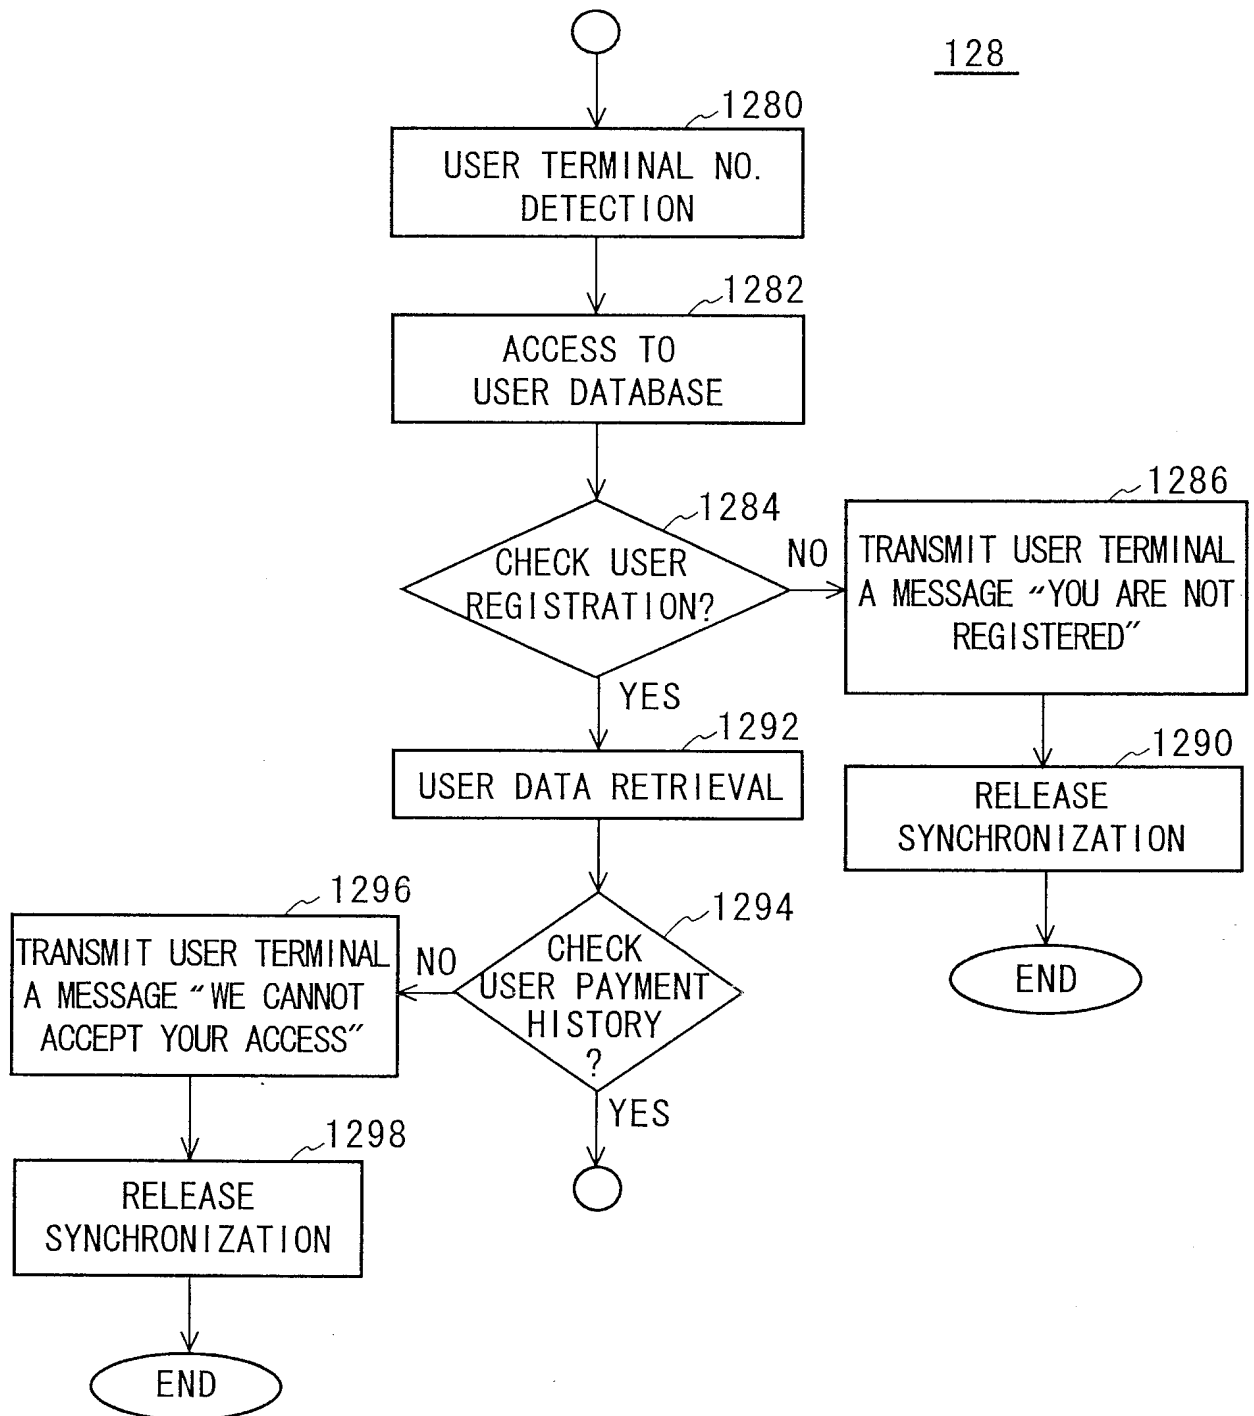 128
1280
USER TERMINAL NO.
DETECTION
1282
ACCESS TO
USER DATABASE
1284
CHECK USER
REGISTRATION?
NO
1286
TRANSMIT USER TERMINAL
A MESSAGE "YOU ARE NOT
REGISTERED"
YES
1292
USER DATA RETRIEVAL
1290
RELEASE
SYNCHRONIZATION
END
1294
CHECK
USER PAYMENT
HISTORY
?
NO
1296
TRANSMIT USER TERMINAL
A MESSAGE "WE CANNOT
ACCEPT YOUR ACCESS"
YES
1298
RELEASE
SYNCHRONIZATION
END